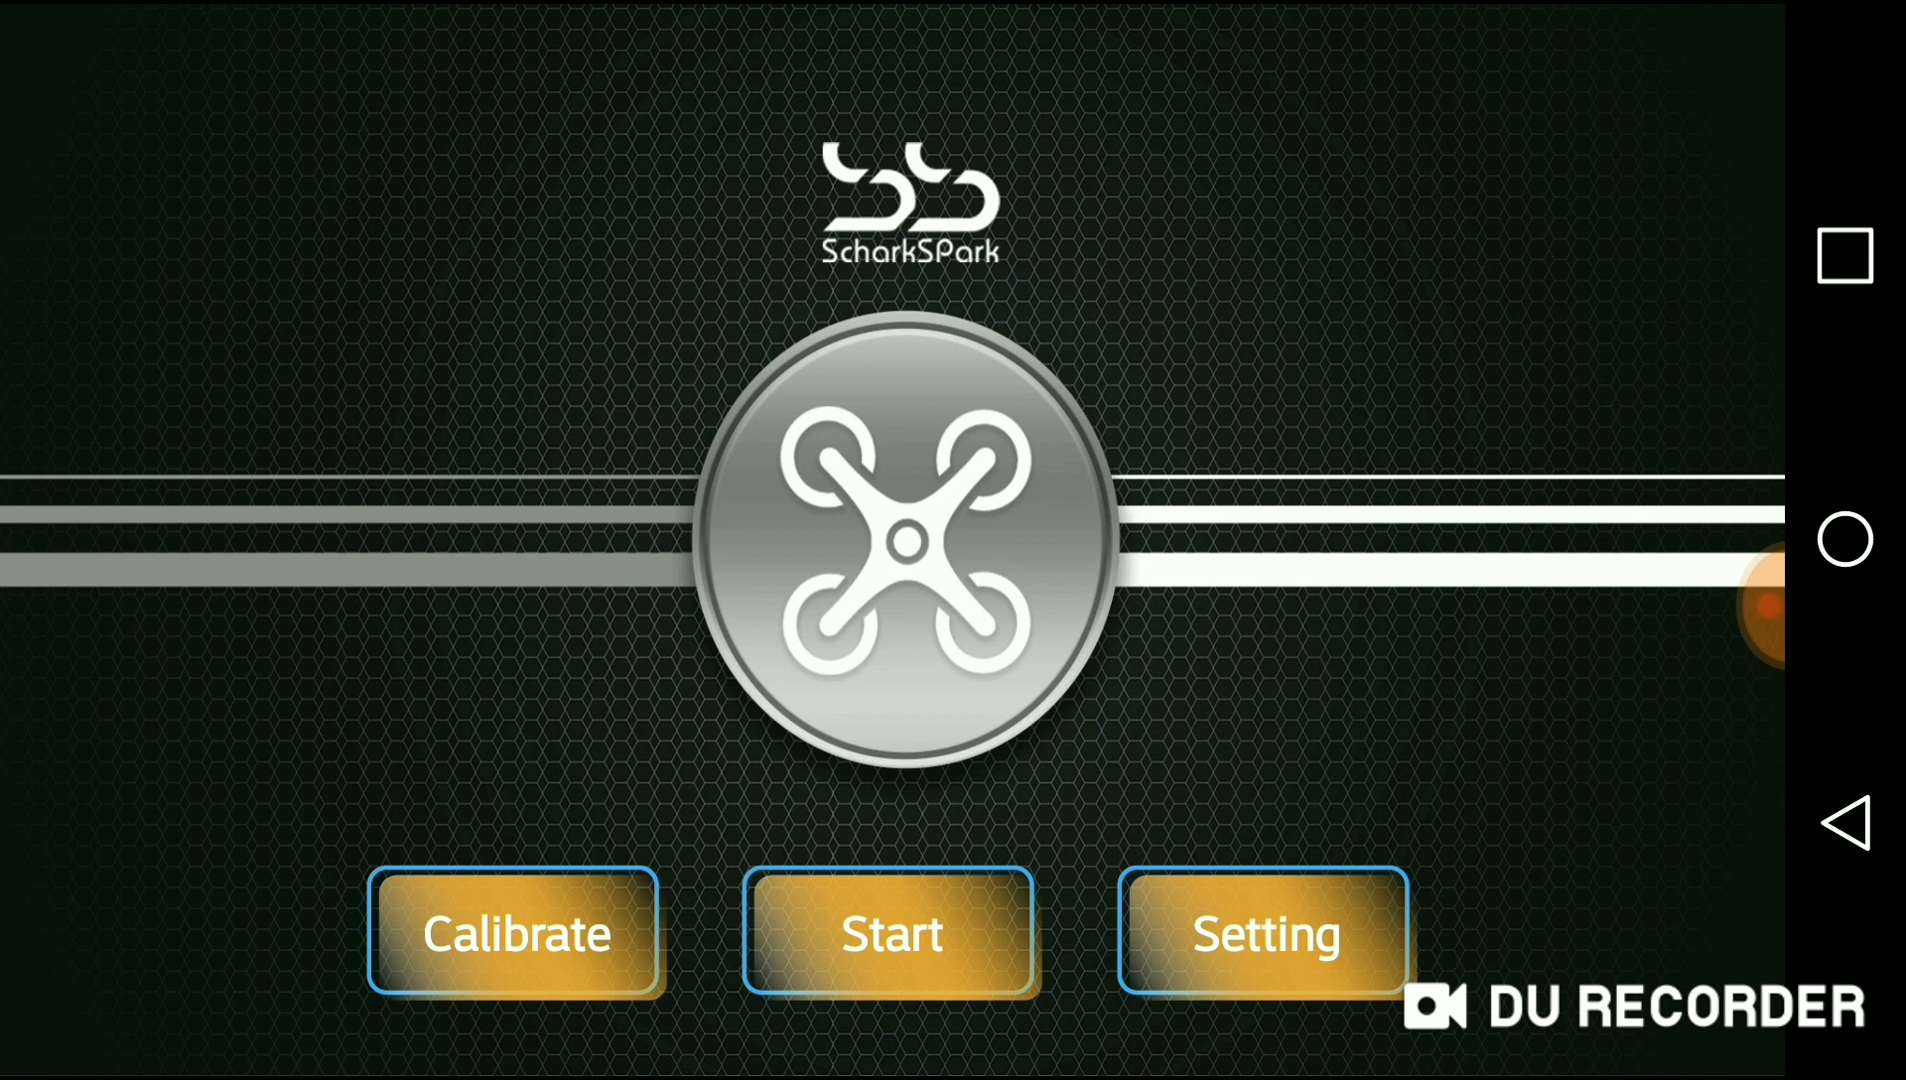 ScharkSPark
Calibrate
Start
Setting
DU RECORDER